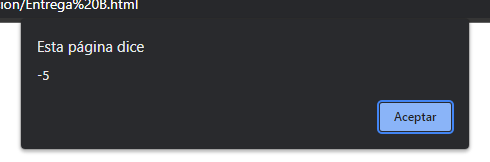 ion/Entrega%20B.html
Esta página dice
-5
Aceptar